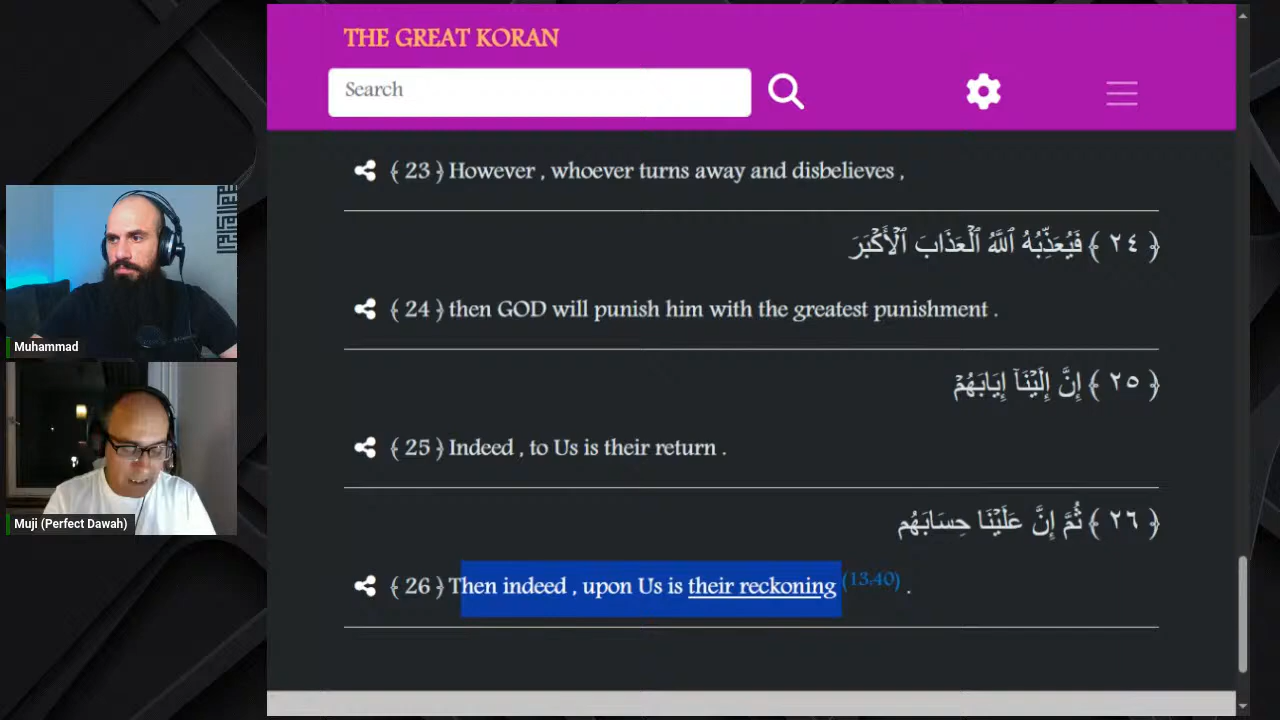 THE GREAT KORAN
Search
﴿ 23 ﴾ However , whoever turns away and disbelieves ,
﴿ ٢٤ ﴾ فَيُعَذِّبُهُ ٱللَّهُ ٱلۡعَذَابَ ٱلۡأَكۡبَرَ
﴿ 24 ﴾ then GOD will punish him with the greatest punishment .
﴿ ٢٥ ﴾ إِنَّ إِلَيۡنَآ إِيَابَهُمۡ
﴿ 25 ﴾ Indeed , to Us is their return .
﴿ ٢٦ ﴾ ثُمَّ إِنَّ عَلَيۡنَا حِسَابَهُم
﴿ 26 ﴾ Then indeed , upon Us is their reckoning (13:40) .
Muhammad
Muji (Perfect Dawah)